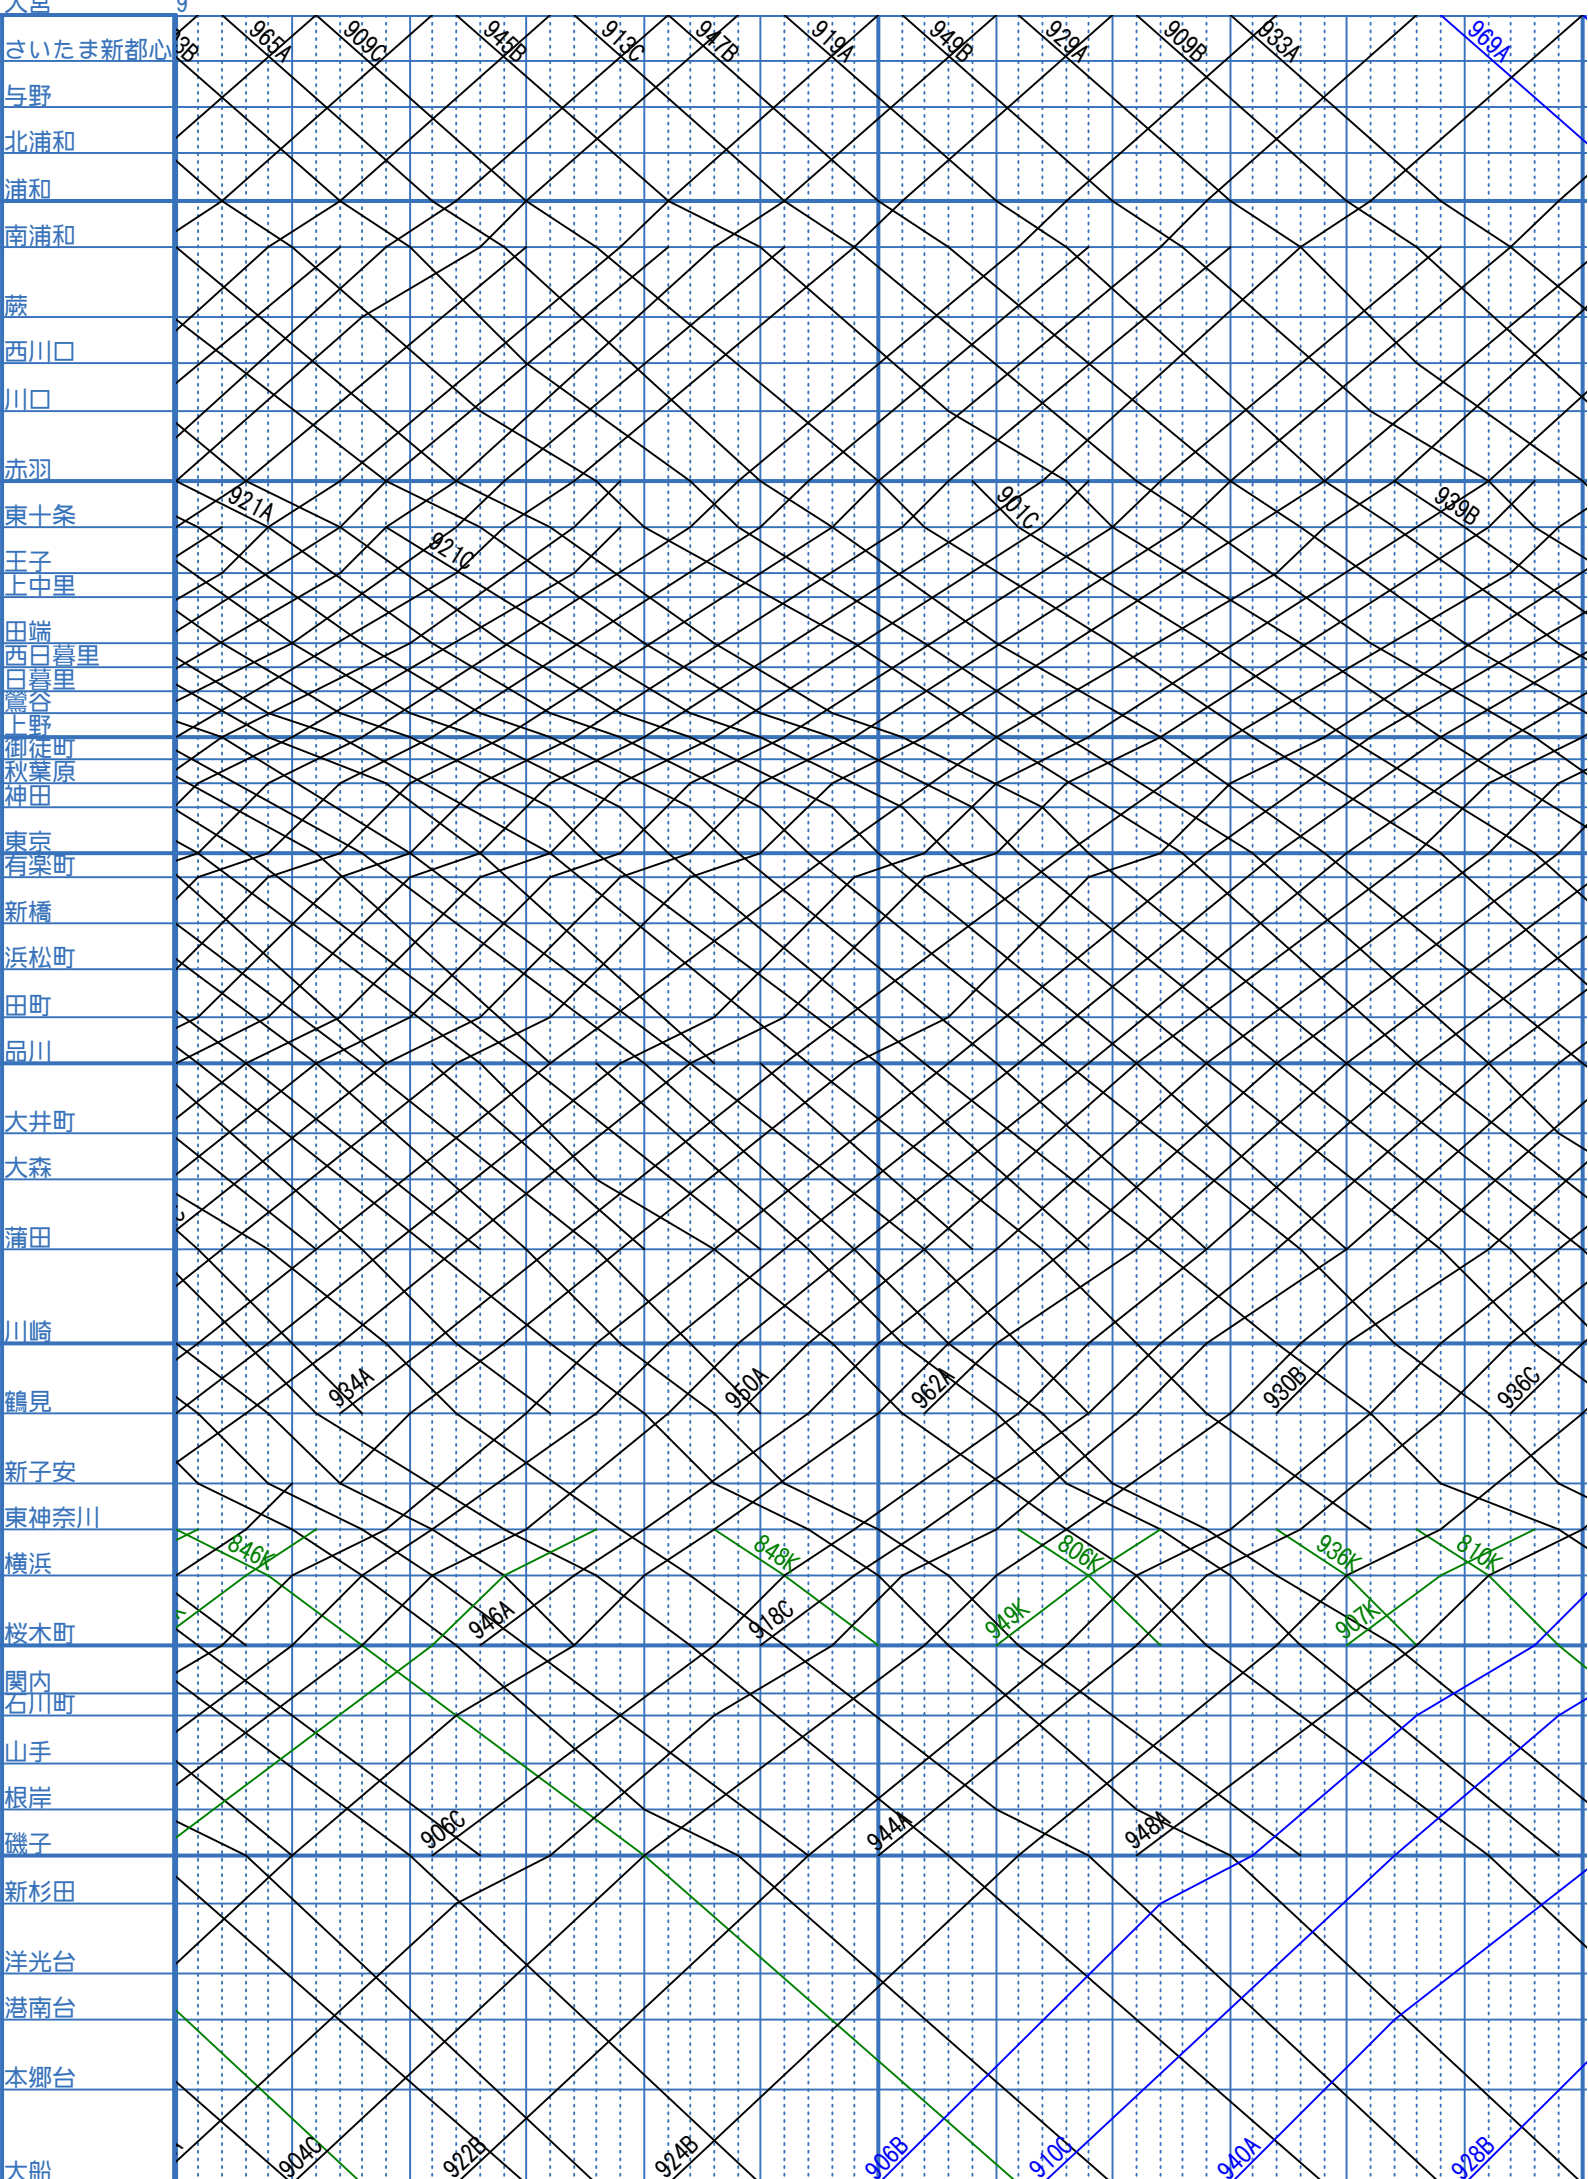 大宮 9
さいたま新都心 965A 909C 945B 913C 947B 919A 949B 929A 909B 933A 969A
与野
北浦和
浦和
南浦和
蕨
西川口
川口
赤羽
東十条 921A 901C 939B
王子 921C
上中里
田端
西日暮里
日暮里
鶯谷
上野
御徒町
秋葉原
神田
東京
有楽町
新橋
浜松町
田町
品川
大井町
大森
蒲田
川崎
鶴見 934A 950A 962A 930B 936C
新子安
東神奈川
横浜 846K 848K 806K 936K 810K
桜木町 946A 918C 949K 907K
関内
石川町
山手
根岸
磯子 906C 944A 948A
新杉田
洋光台
港南台
本郷台
大船 904C 922B 924B 906B 910C 940A 928B